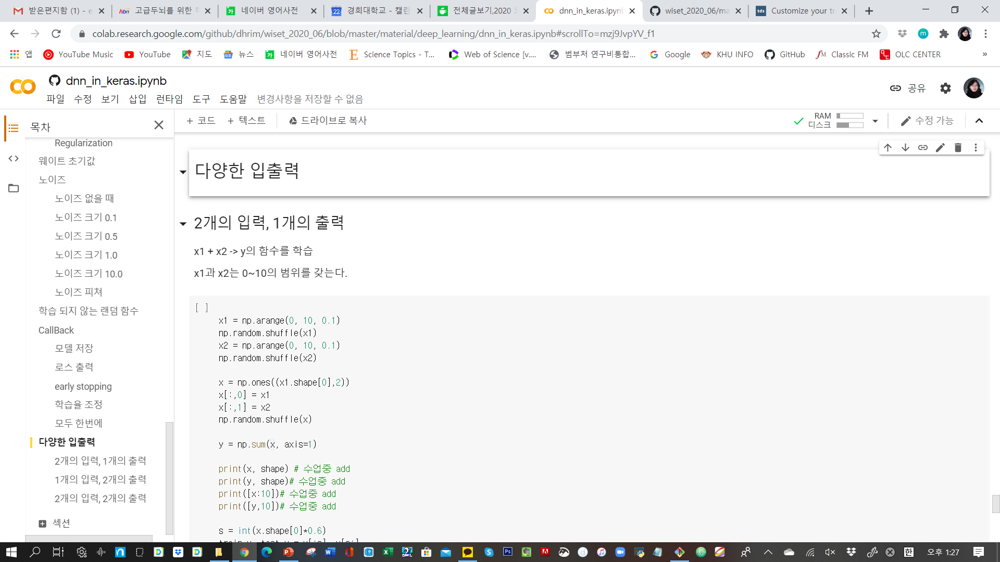 받은편지함 (1) - e
hbn 고급두뇌를 위한 ㅎ
네이버 영어사전
22 경희대학교 - 캘린
전체글보기,2020 S
dnn_in_keras.ipynb
wiset_2020_06/ma
tds Customize your tr
colab.research.google.com/github/dhrim/wiset_2020_06/blob/master/material/deep_learning/dnn_in_keras.ipynb#scrollTo=mzj9JvpYV_f1
앱
YouTube Music
YouTube
지도
뉴스
네이버 영어사전
Science Topics - T...
Web of Science [v....
범부처 연구비통합...
Google
KHU INFO
GitHub
Classic FM
OLC CENTER
»
dnn_in_keras.ipynb
파일 수정 보기 삽입 런타임 도구 도움말 변경사항을 저장할 수 없음
공유
목차
+ 코드 + 텍스트 드라이브로 복사
RAM
디스크
수정 가능
Regularization
웨이트 초기값
노이즈
노이즈 없을 때
노이즈 크기 0.1
노이즈 크기 0.5
노이즈 크기 1.0
노이즈 크기 10.0
노이즈 피쳐
학습 되지 않는 랜덤 함수
CallBack
모델 저장
로스 출력
early stopping
학습율 조정
모두 한번에
다양한 입출력
2개의 입력, 1개의 출력
1개의 입력, 2개의 출력
2개의 입력, 2개의 출력
섹션
다양한 입출력
2개의 입력, 1개의 출력
x1 + x2 -> y의 함수를 학습
x1과 x2는 0~10의 범위를 갖는다.
[ ]
x1 = np.arange(0, 10, 0.1)
np.random.shuffle(x1)
x2 = np.arange(0, 10, 0.1)
np.random.shuffle(x2)
x = np.ones((x1.shape[0],2))
x[:,0] = x1
x[:,1] = x2
np.random.shuffle(x)
y = np.sum(x, axis=1)
print(x, shape) # 수업중 add
print(y, shape)# 수업중 add
print([x:10])# 수업중 add
print([y,10])# 수업중 add
s = int(x.shape[0]*0.6)
한
오후 1:27